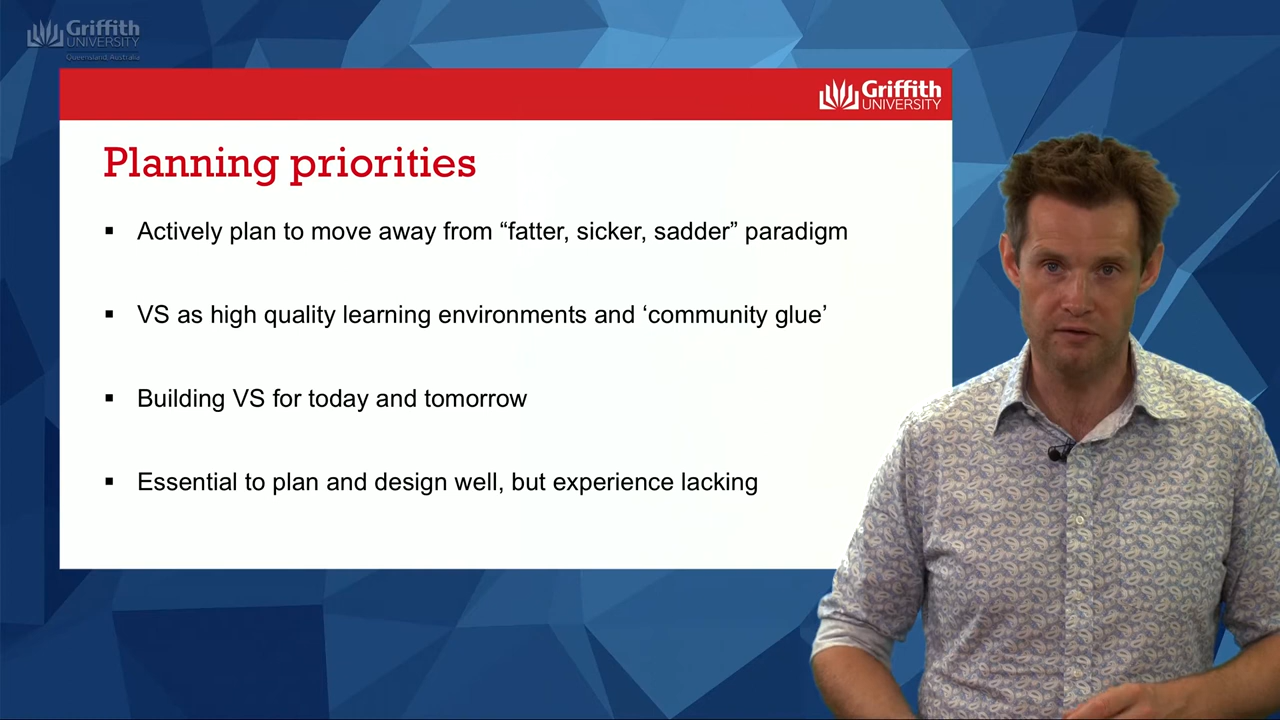 Griffith
UNIVERSITY
Queensland Australia
Griffith
UNIVERSITY
Planning priorities
▪ Actively plan to move away from “fatter, sicker, sadder” paradigm
▪ VS as high quality learning environments and ‘community glue’
▪ Building VS for today and tomorrow
▪ Essential to plan and design well, but experience lacking